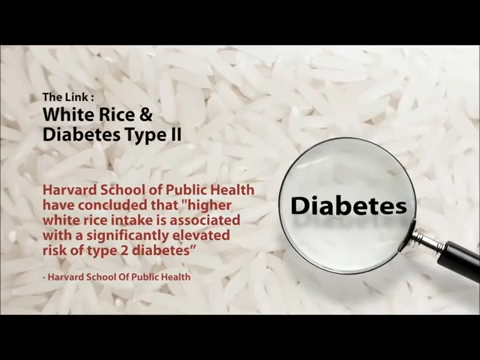 The Link :
White Rice &
Diabetes Type II
Harvard School of Public Health
have concluded that "higher
white rice intake is associated
with a significantly elevated
risk of type 2 diabetes”
- Harvard School Of Public Health
Diabetes